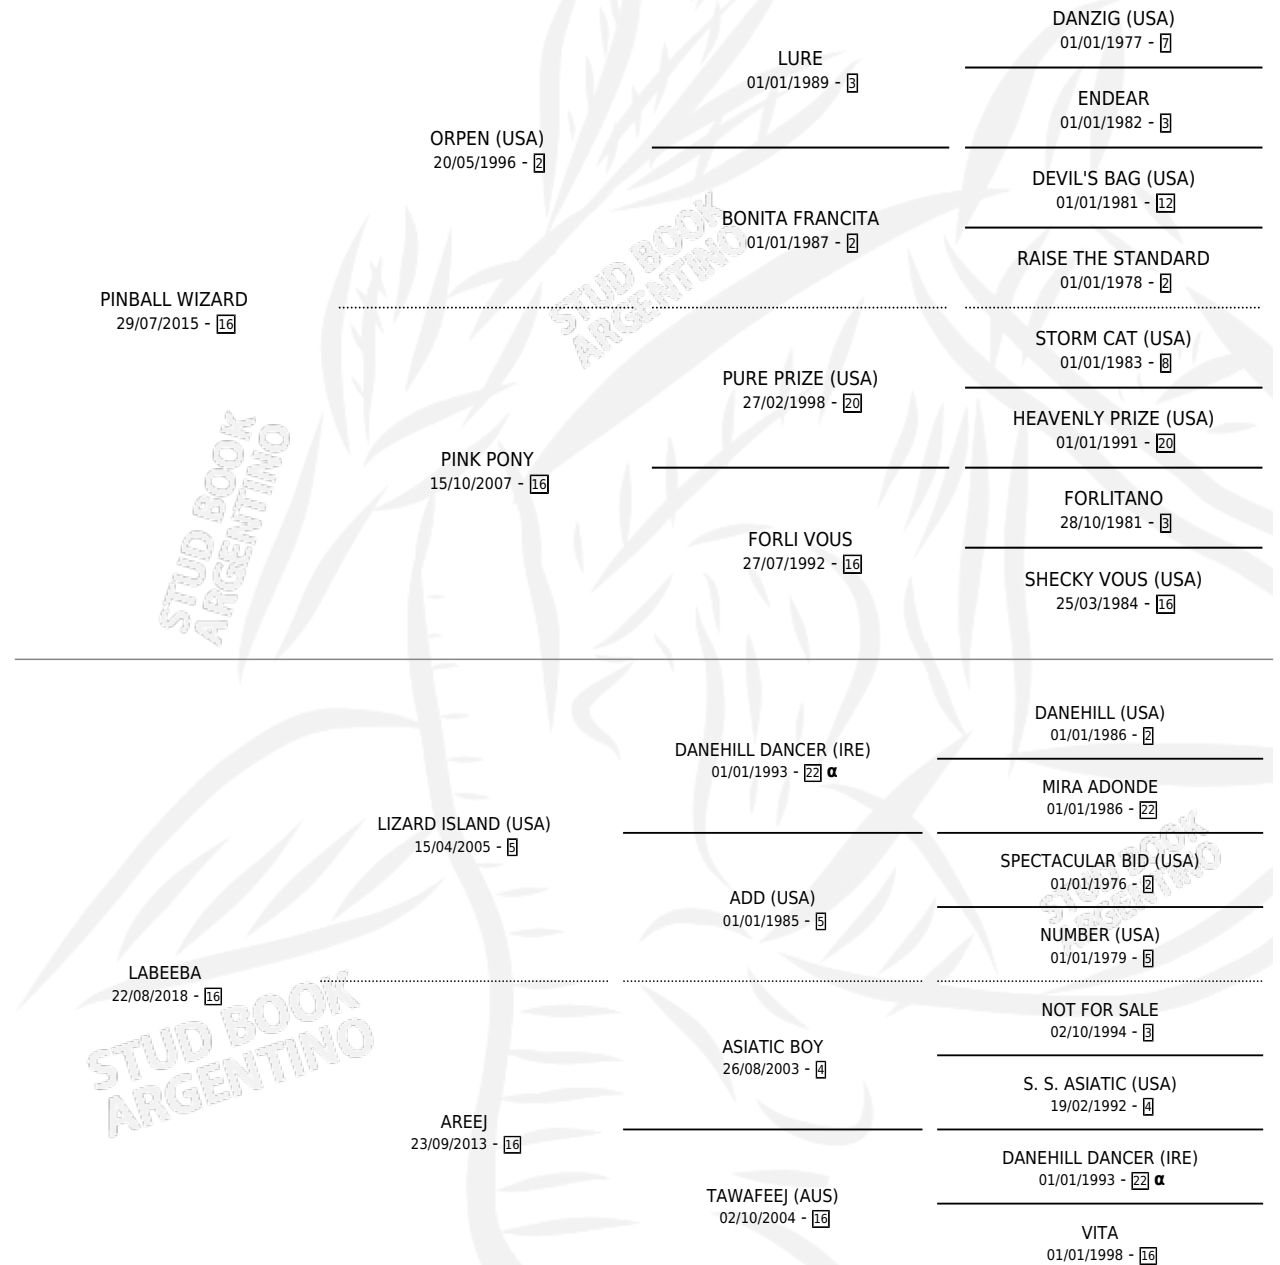 DANZIG (USA)
01/01/1977 - 7
LURE
01/01/1989 - 3
ENDEAR
01/01/1982 - 3
ORPEN (USA)
20/05/1996 - 2
DEVIL'S BAG (USA)
01/01/1981 - 12
BONITA FRANCITA
01/01/1987 - 2
RAISE THE STANDARD
01/01/1978 - 2
PINBALL WIZARD
29/07/2015 - 16
STORM CAT (USA)
01/01/1983 - 8
PURE PRIZE (USA)
27/02/1998 - 20
HEAVENLY PRIZE (USA)
01/01/1991 - 20
PINK PONY
15/10/2007 - 16
FORLITANO
28/10/1981 - 3
FORLI VOUS
27/07/1992 - 16
SHECKY VOUS (USA)
25/03/1984 - 16
DANEHILL (USA)
01/01/1986 - 2
DANEHILL DANCER (IRE)
01/01/1993 - 22 α
MIRA ADONDE
01/01/1986 - 22
LIZARD ISLAND (USA)
15/04/2005 - 5
SPECTACULAR BID (USA)
01/01/1976 - 2
ADD (USA)
01/01/1985 - 5
NUMBER (USA)
01/01/1979 - 5
LABEEBA
22/08/2018 - 16
NOT FOR SALE
02/10/1994 - 3
ASIATIC BOY
26/08/2003 - 4
S. S. ASIATIC (USA)
19/02/1992 - 4
AREEJ
23/09/2013 - 16
DANEHILL DANCER (IRE)
01/01/1993 - 22 α
TAWAFEEJ (AUS)
02/10/2004 - 16
VITA
01/01/1998 - 16
STUD BOOK
ARGENTINO
STUD BOOK
ARGENTINO
STUD BOOK
ARGENTINO
STUD BOOK
ARGENTINO